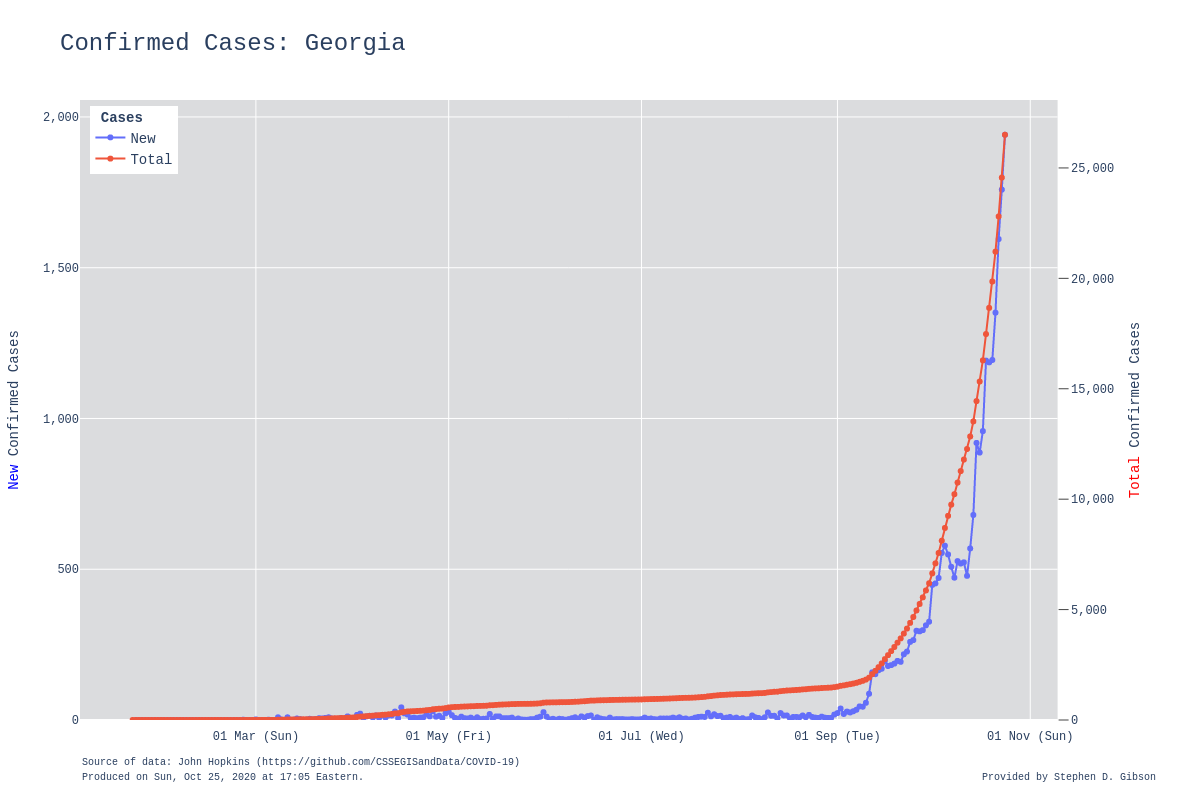 Confirmed Cases: Georgia
Cases
New
Total
2,000
1,500
1,000
500
0
New Confirmed Cases
25,000
20,000
15,000
10,000
5,000
0
Total Confirmed Cases
01 Mar (Sun)
01 May (Fri)
01 Jul (Wed)
01 Sep (Tue)
01 Nov (Sun)
Source of data: John Hopkins (https://github.com/CSSEGISandData/COVID-19)
Produced on Sun, Oct 25, 2020 at 17:05 Eastern.
Provided by Stephen D. Gibson